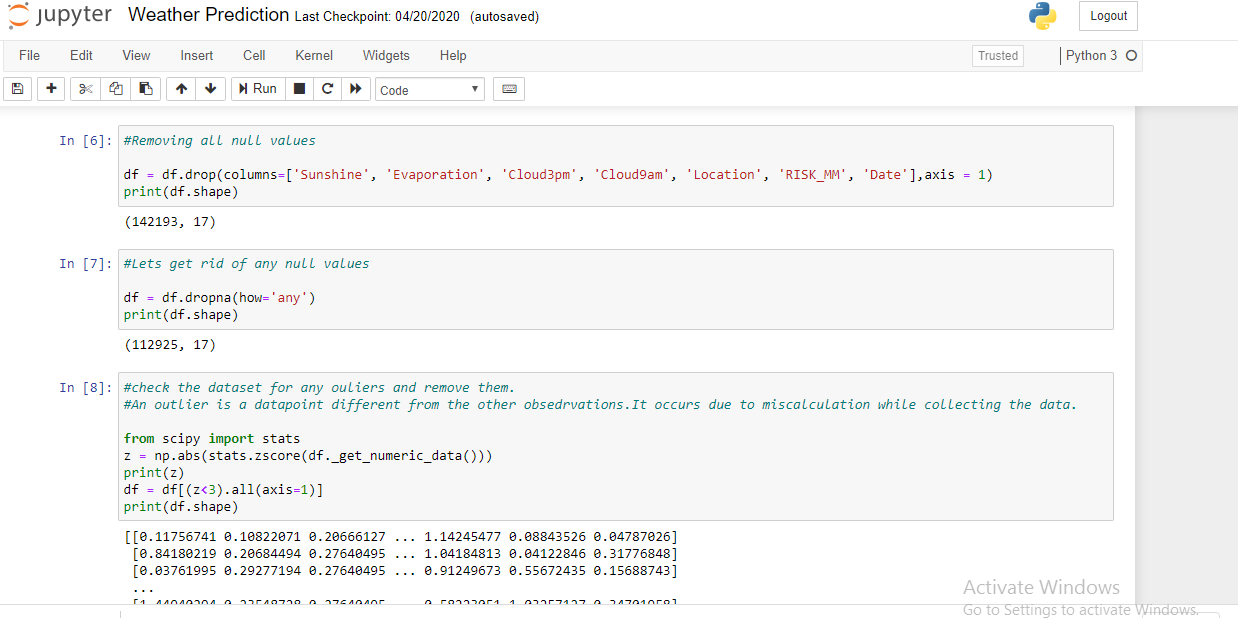 jupyter Weather Prediction Last Checkpoint: 04/20/2020 (autosaved)
Logout
File Edit View Insert Cell Kernel Widgets Help
Trusted
Python 3
Run
Code
In [6]:
#Removing all null values
df = df.drop(columns=['Sunshine', 'Evaporation', 'Cloud3pm', 'Cloud9am', 'Location', 'RISK_MM', 'Date'],axis = 1)
print(df.shape)
(142193, 17)
In [7]:
#Lets get rid of any null values
df = df.dropna(how='any')
print(df.shape)
(112925, 17)
In [8]:
#check the dataset for any ouliers and remove them.
#An outlier is a datapoint different from the other obsedrvations.It occurs due to miscalculation while collecting the data.
from scipy import stats
z = np.abs(stats.zscore(df._get_numeric_data()))
print(z)
df = df[(z<3).all(axis=1)]
print(df.shape)
[[0.11756741 0.10822071 0.20666127 ... 1.14245477 0.08843526 0.04787026]
[0.84180219 0.20684494 0.27640495 ... 1.04184813 0.04122846 0.31776848]
[0.03761995 0.29277194 0.27640495 ... 0.91249673 0.55672435 0.15688743]
...
Activate Windows
Go to Settings to activate Windows.